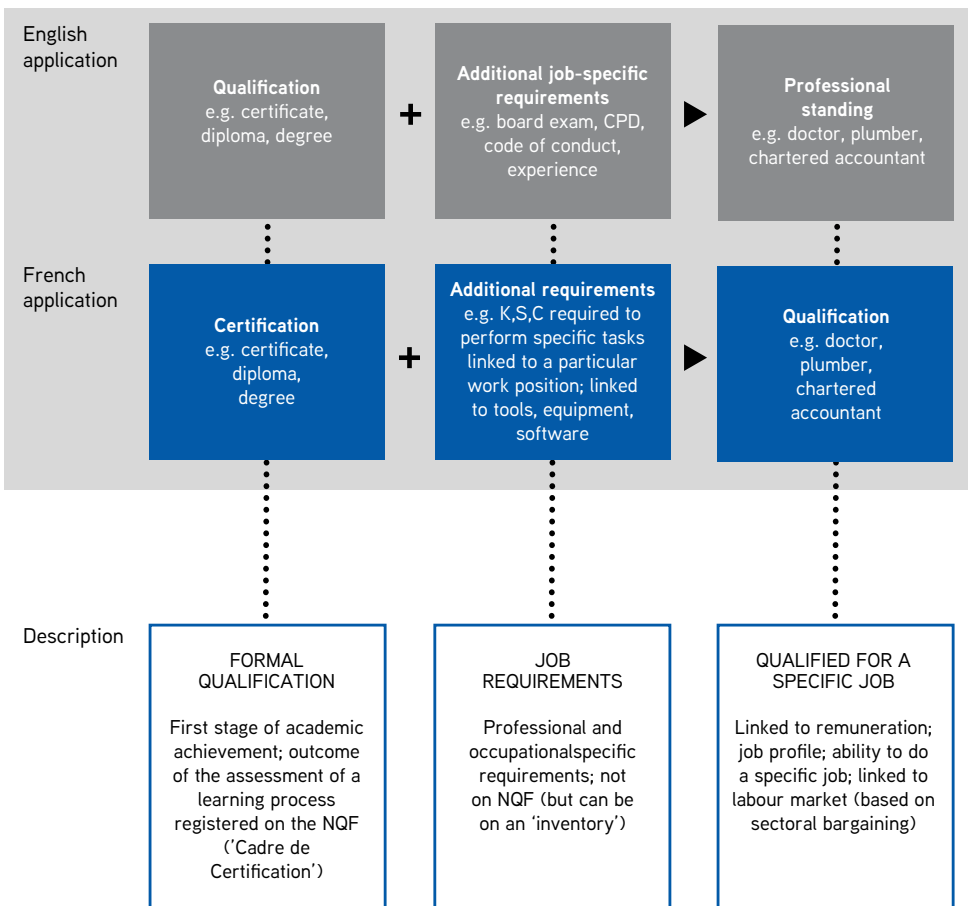 English
application
Qualification
e.g. certificate,
diploma, degree
+
Additional job-specific
requirements
e.g. board exam, CPD,
code of conduct,
experience
Professional
standing
e.g. doctor, plumber,
chartered accountant
French
application
Certification
e.g. certificate,
diploma,
degree
+
Additional requirements
e.g. K,S,C required to
perform specific tasks
linked to a particular
work position; linked
to tools, equipment,
software
Qualification
e.g. doctor,
plumber,
chartered
accountant
Description
FORMAL
QUALIFICATION
First stage of academic
achievement; outcome
of the assessment of a
learning process
registered on the NQF
(’Cadre de
Certification’)
JOB
REQUIREMENTS
Professional and
occupationalspecific
requirements; not
on NQF (but can be
on an ‘inventory’)
QUALIFIED FOR A
SPECIFIC JOB
Linked to remuneration;
job profile; ability to do
a specific job; linked to
labour market (based on
sectoral bargaining)